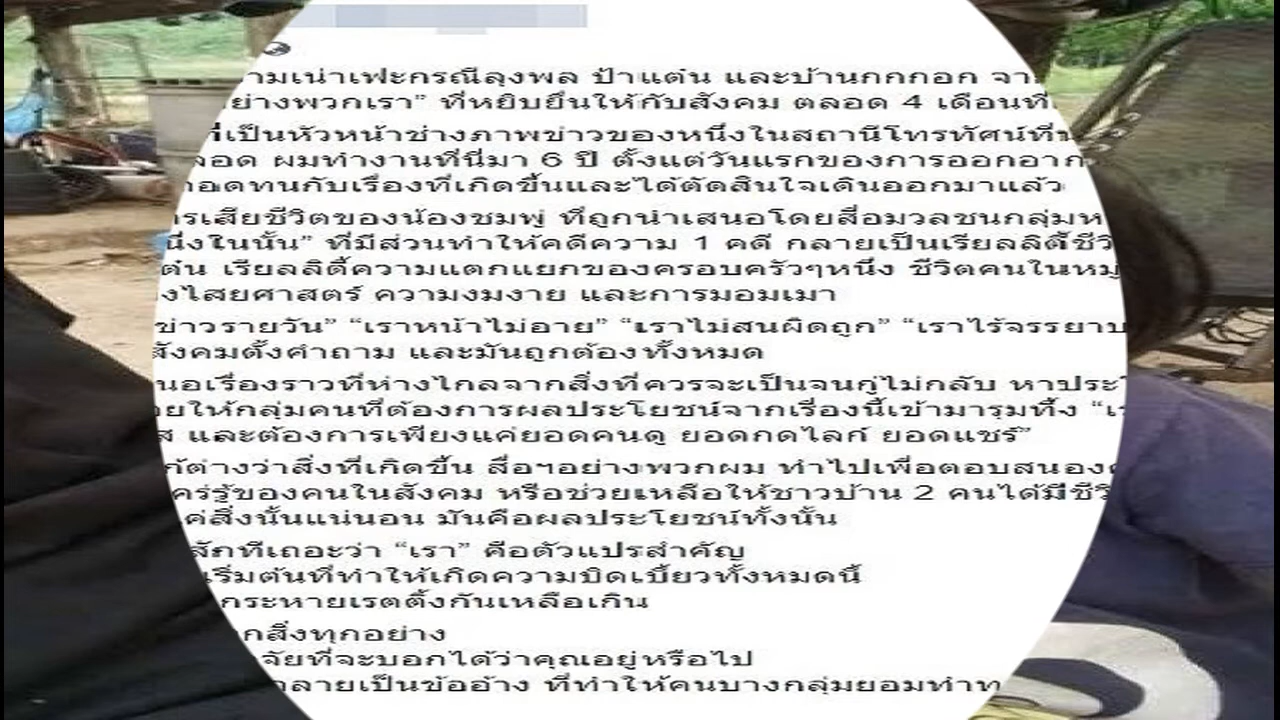 ามเน่าเฟะกรณีลุงพล ป้าแต๋น และบ้านกกกอก จา
ย่างพวกเรา” ที่หยิบยื่นให้กับสังคม ตลอด 4 เดือนที่
ที่เป็นหัวหน้าช่างภาพข่าวของหนึ่งในสถานีโทรทัศน์ที่
ลอด ผมทำงานที่นี่มา 6 ปี ตั้งแต่วันแรกของการออกอาก
อดทนกับเรื่องที่เกิดขึ้นและได้ตัดสินใจเดินออกมาแล้ว
รเสียชีวิตของน้องชมพู่ ที่ถูกนำเสนอโดยสื่อมวลชนกลุ่มห
นึ่งในนั้น” ที่มีส่วนทำให้คดีความ 1 คดี กลายเป็นเรียลลิตี้ชีวิ
ต๋น เรียลลิตี้ความแตกแยกของครอบครัวๆหนึ่ง ชีวิตคนในหมู่
งไสยศาสตร์ ความงมงาย และการมอมเมา
ข่าวรายวัน” “เราหน้าไม่อาย” “เราไม่สนผิดถูก” “เราไร้จรรยาบ
สังคมตั้งคำถาม และมันถูกต้องทั้งหมด
นอเรื่องราวที่ห่างไกลจากสิ่งที่ควรจะเป็นจนกู่ไม่กลับ หาประโ
วยให้กลุ่มคนที่ต้องการผลประโยชน์จากเรื่องนี้เข้ามารุมทึ้ง “เร
ส และต้องการเพียงแค่ยอดคนดู ยอดกดไลก์ ยอดแชร์”
ก้ต่างว่าสิ่งที่เกิดขึ้น สื่อฯอย่างพวกผม ทำไปเพื่อตอบสนองค
ใคร่รู้ของคนในสังคม หรือช่วยเหลือให้ชาวบ้าน 2 คนได้มีชีวิ
ค่สิ่งนั้นแน่นอน มันคือผลประโยชน์ทั้งนั้น
สักทีเถอะว่า “เรา” คือตัวแปรสำคัญ
เริ่มต้นที่ทำให้เกิดความบิดเบี้ยวทั้งหมดนี้
กระหายเรตติ้งกันเหลือเกิน
กสิ่งทุกอย่าง
จัยที่จะบอกได้ว่าคุณอยู่หรือไป
กลายเป็นข้ออ้าง ที่ทำให้คนบางกลุ่มยอมทำท